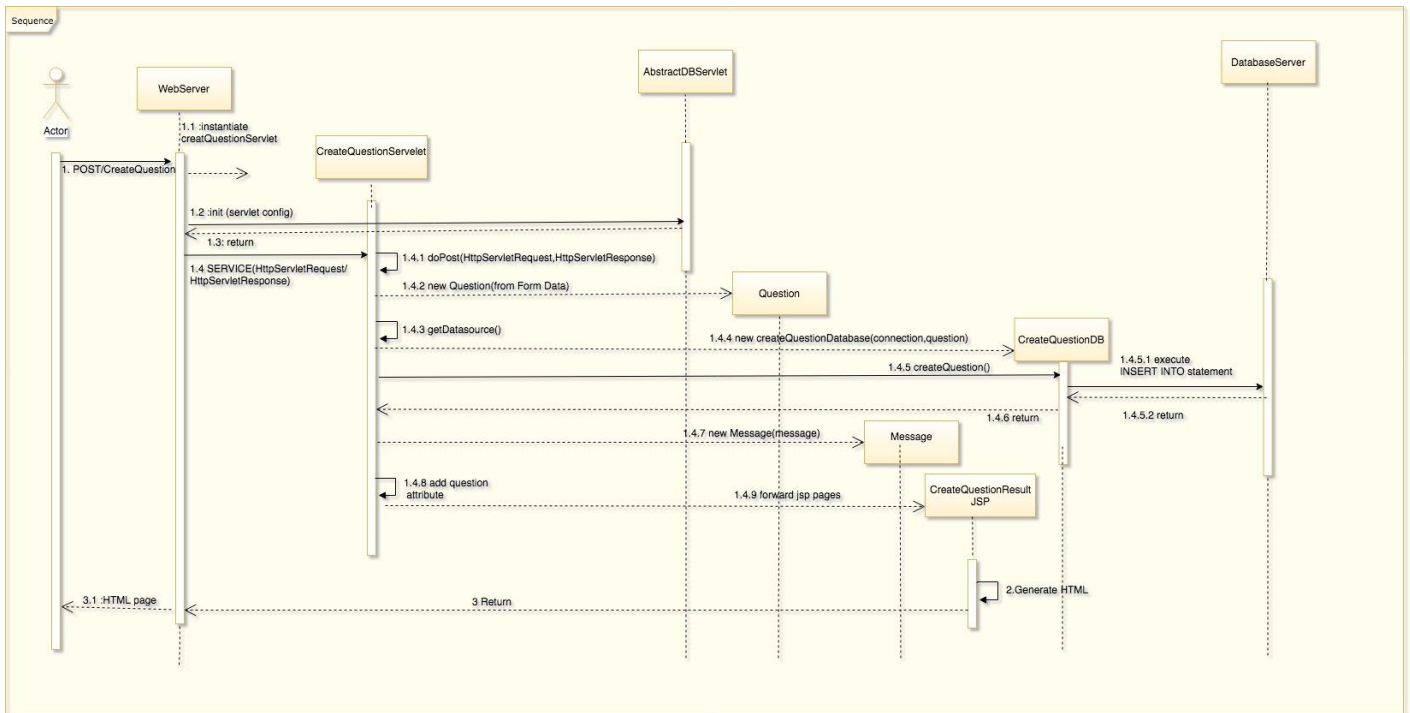 Sequence
DatabaseServer
AbstractDBServlet
WebServer
Actor
1.1 :instantiate
creatQuestionServlet
CreateQuestionServelet
1. POST/CreateQuestion
1.2 :init (servlet config)
1.3: return
1.4 SERVICE(HttpServletRequest/
HttpServletResponse)
1.4.1 doPost(HttpServletRequest,HttpServletResponse)
1.4.2 new Question(from Form Data)
Question
1.4.3 getDatasource()
1.4.4 new createQuestionDatabase(connection,question)
CreateQuestionDB
1.4.5 createQuestion()
1.4.5.1 execute
INSERT INTO statement
1.4.6 return
1.4.5.2 return
1.4.7 new Message(message)
Message
1.4.8 add question
attribute
1.4.9 forward jsp pages
CreateQuestionResult
JSP
2.Generate HTML
3 Return
3.1 :HTML page